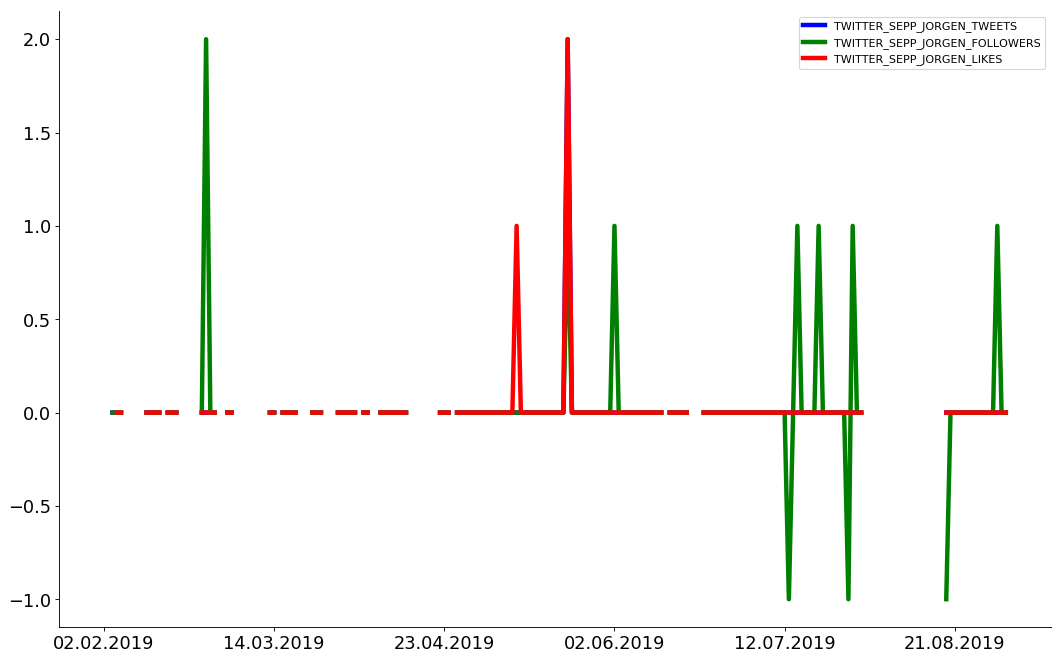 TWITTER_SEPP_JORGEN_TWEETS
TWITTER_SEPP_JORGEN_FOLLOWERS
TWITTER_SEPP_JORGEN_LIKES
2.0
1.5
1.0
0.5
0.0
−0.5
−1.0
02.02.2019 14.03.2019 23.04.2019 02.06.2019 12.07.2019 21.08.2019